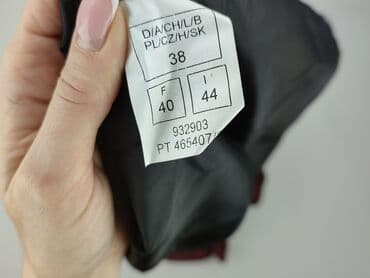 D/A/CH/L/B
PL/CZ/H/SK
38
F I
40 44
932903
PT 465407/